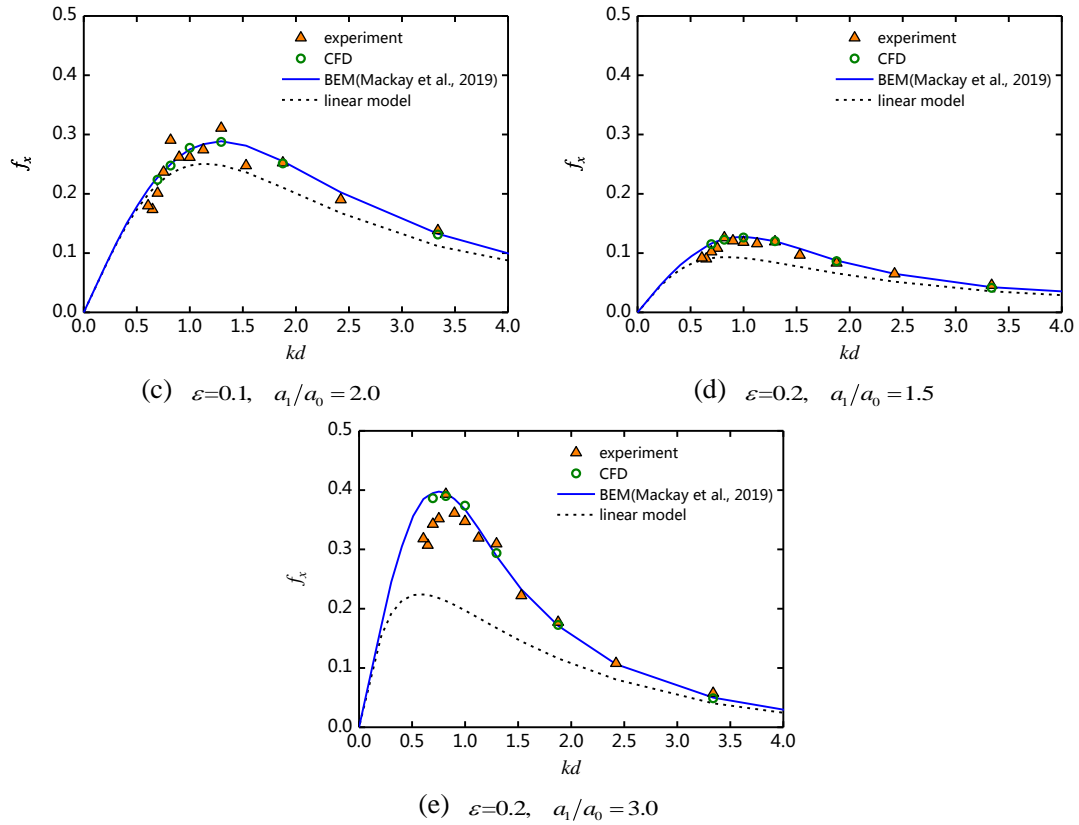 0.5
0.4
0.3
0.2
0.1
0.0
fx
experiment
CFD
BEM(Mackay et al., 2019)
linear model
0.0 0.5 1.0 1.5 2.0 2.5 3.0 3.5 4.0
kd
(c) ε=0.1, a₁/a₀ = 2.0
0.5
0.4
0.3
0.2
0.1
0.0
fx
experiment
CFD
BEM(Mackay et al., 2019)
linear model
0.0 0.5 1.0 1.5 2.0 2.5 3.0 3.5 4.0
kd
(d) ε=0.2, a₁/a₀ = 1.5
0.5
0.4
0.3
0.2
0.1
0.0
fx
experiment
CFD
BEM(Mackay et al., 2019)
linear model
0.0 0.5 1.0 1.5 2.0 2.5 3.0 3.5 4.0
kd
(e) ε=0.2, a₁/a₀ = 3.0